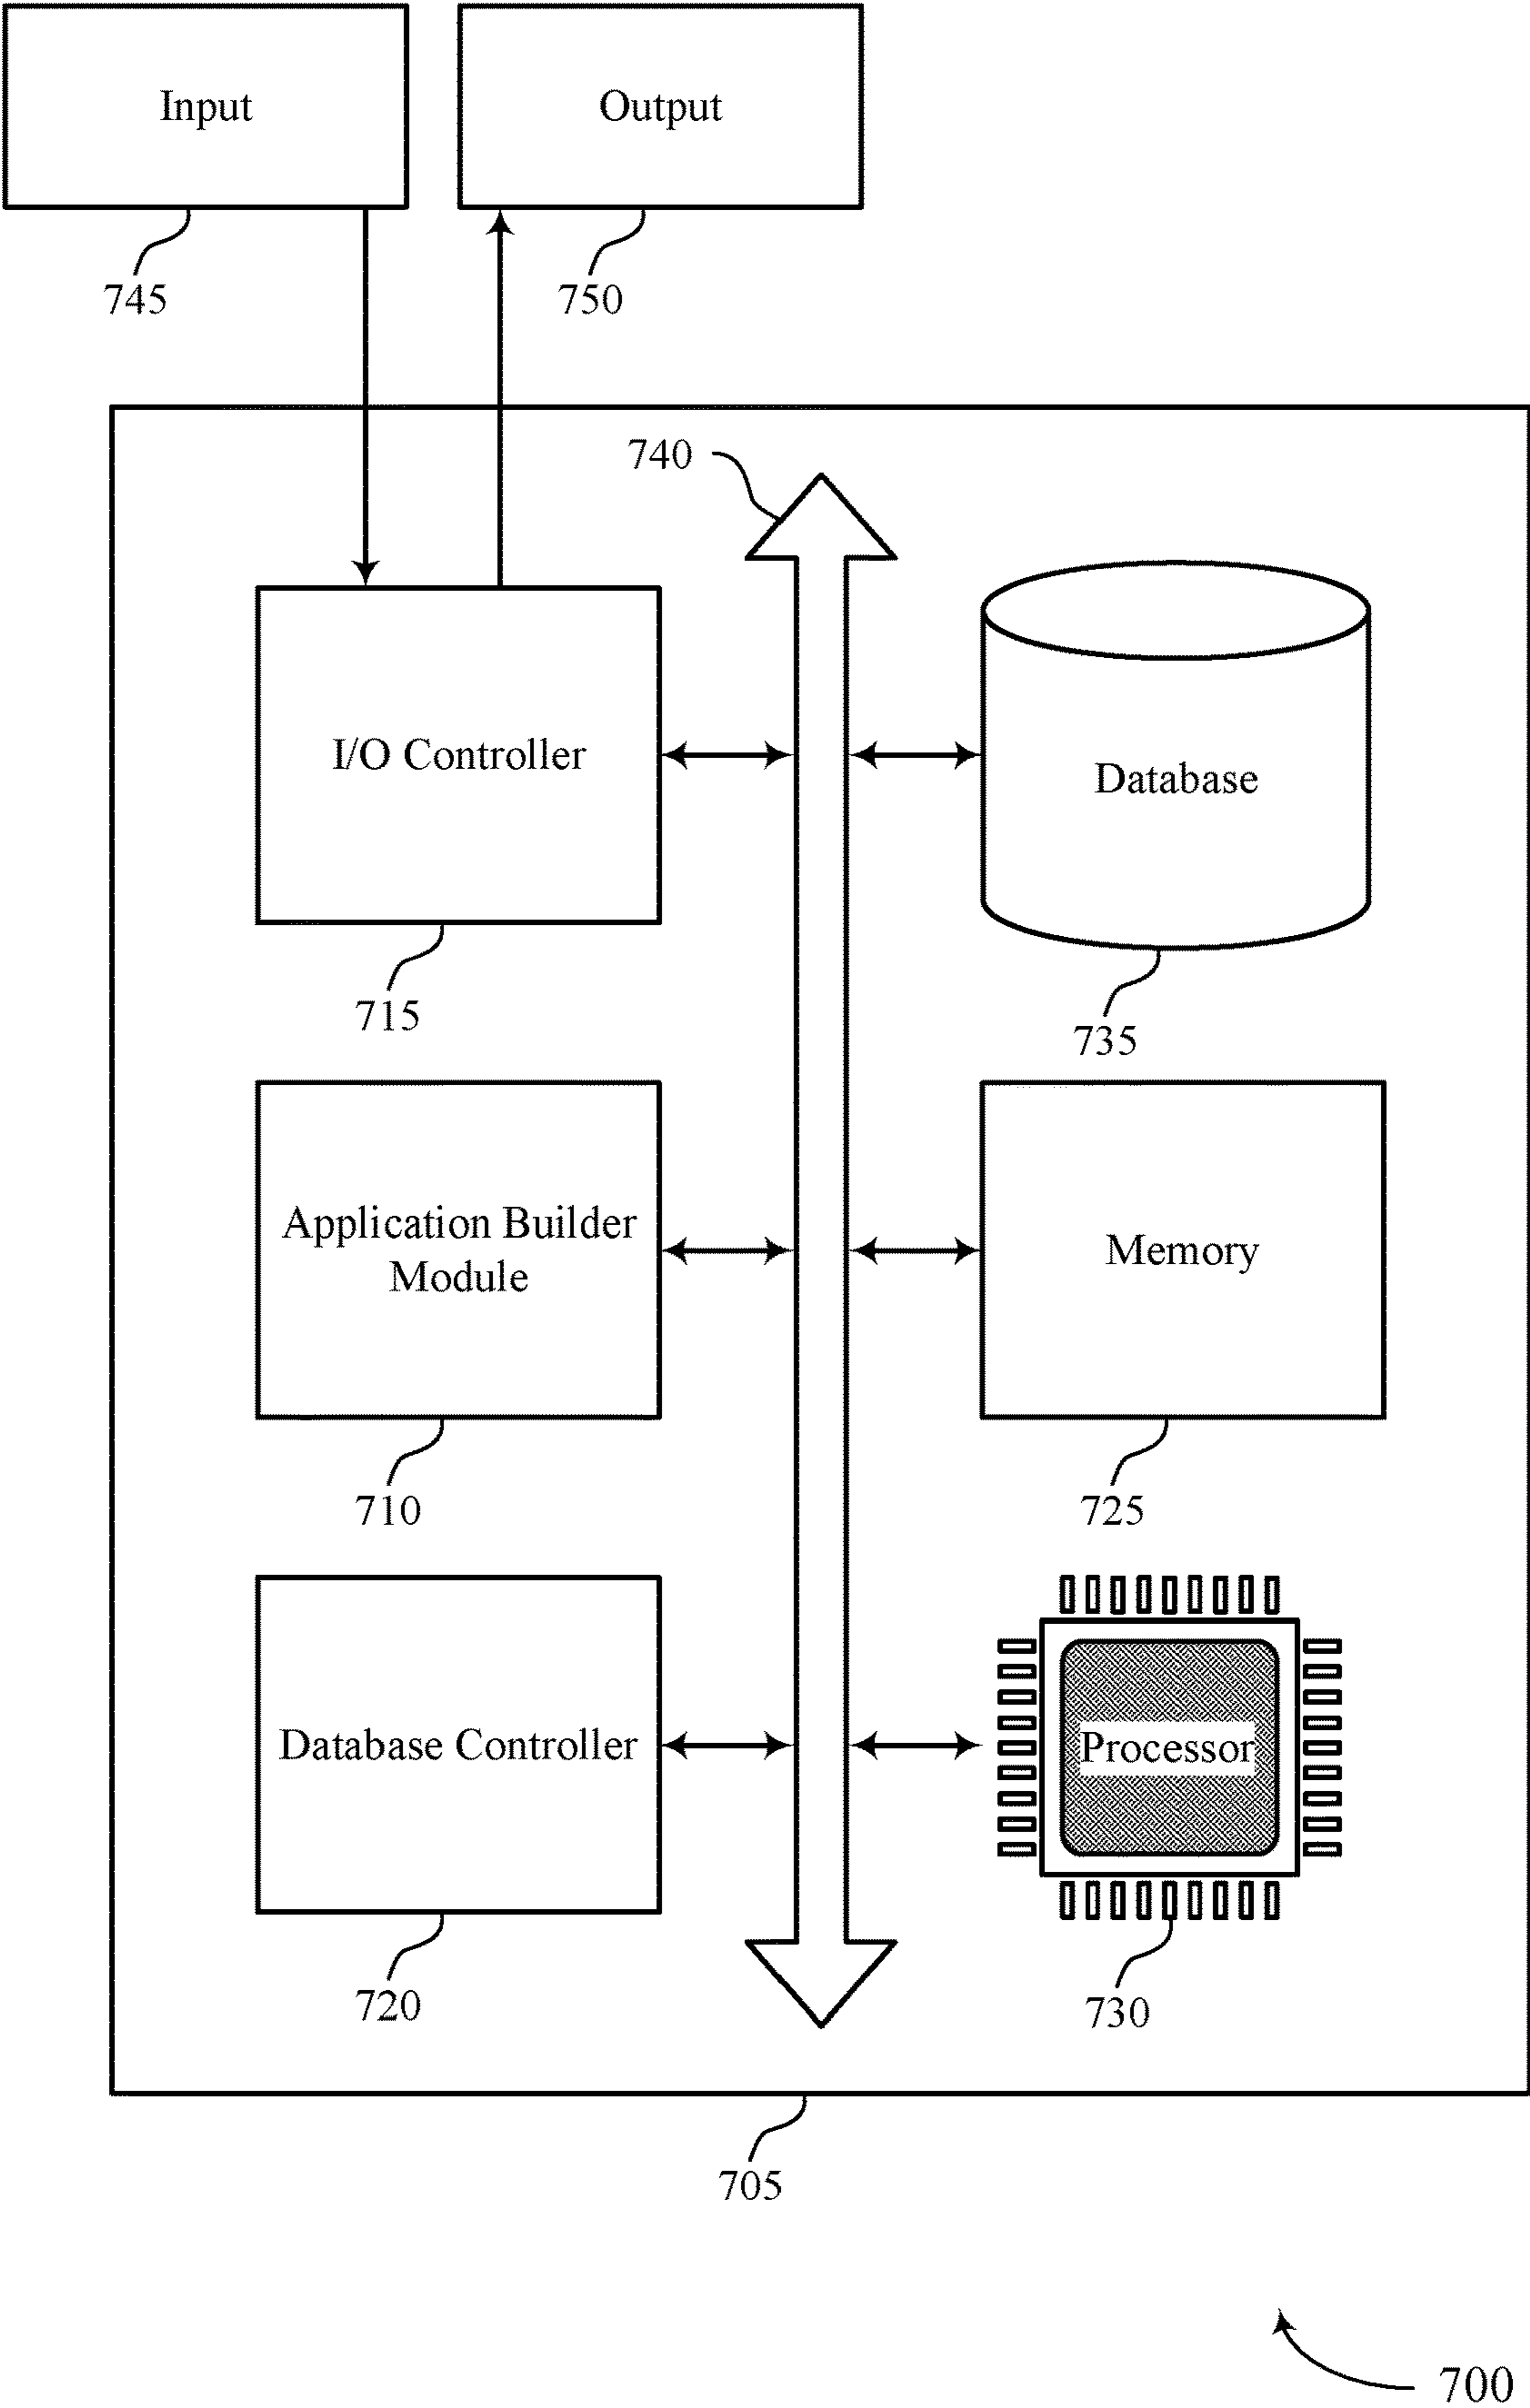 Input
Output
745
750
740
I/O Controller
Database
715
735
Application Builder
Module
Memory
710
725
Database Controller
Processor
720
730
705
700